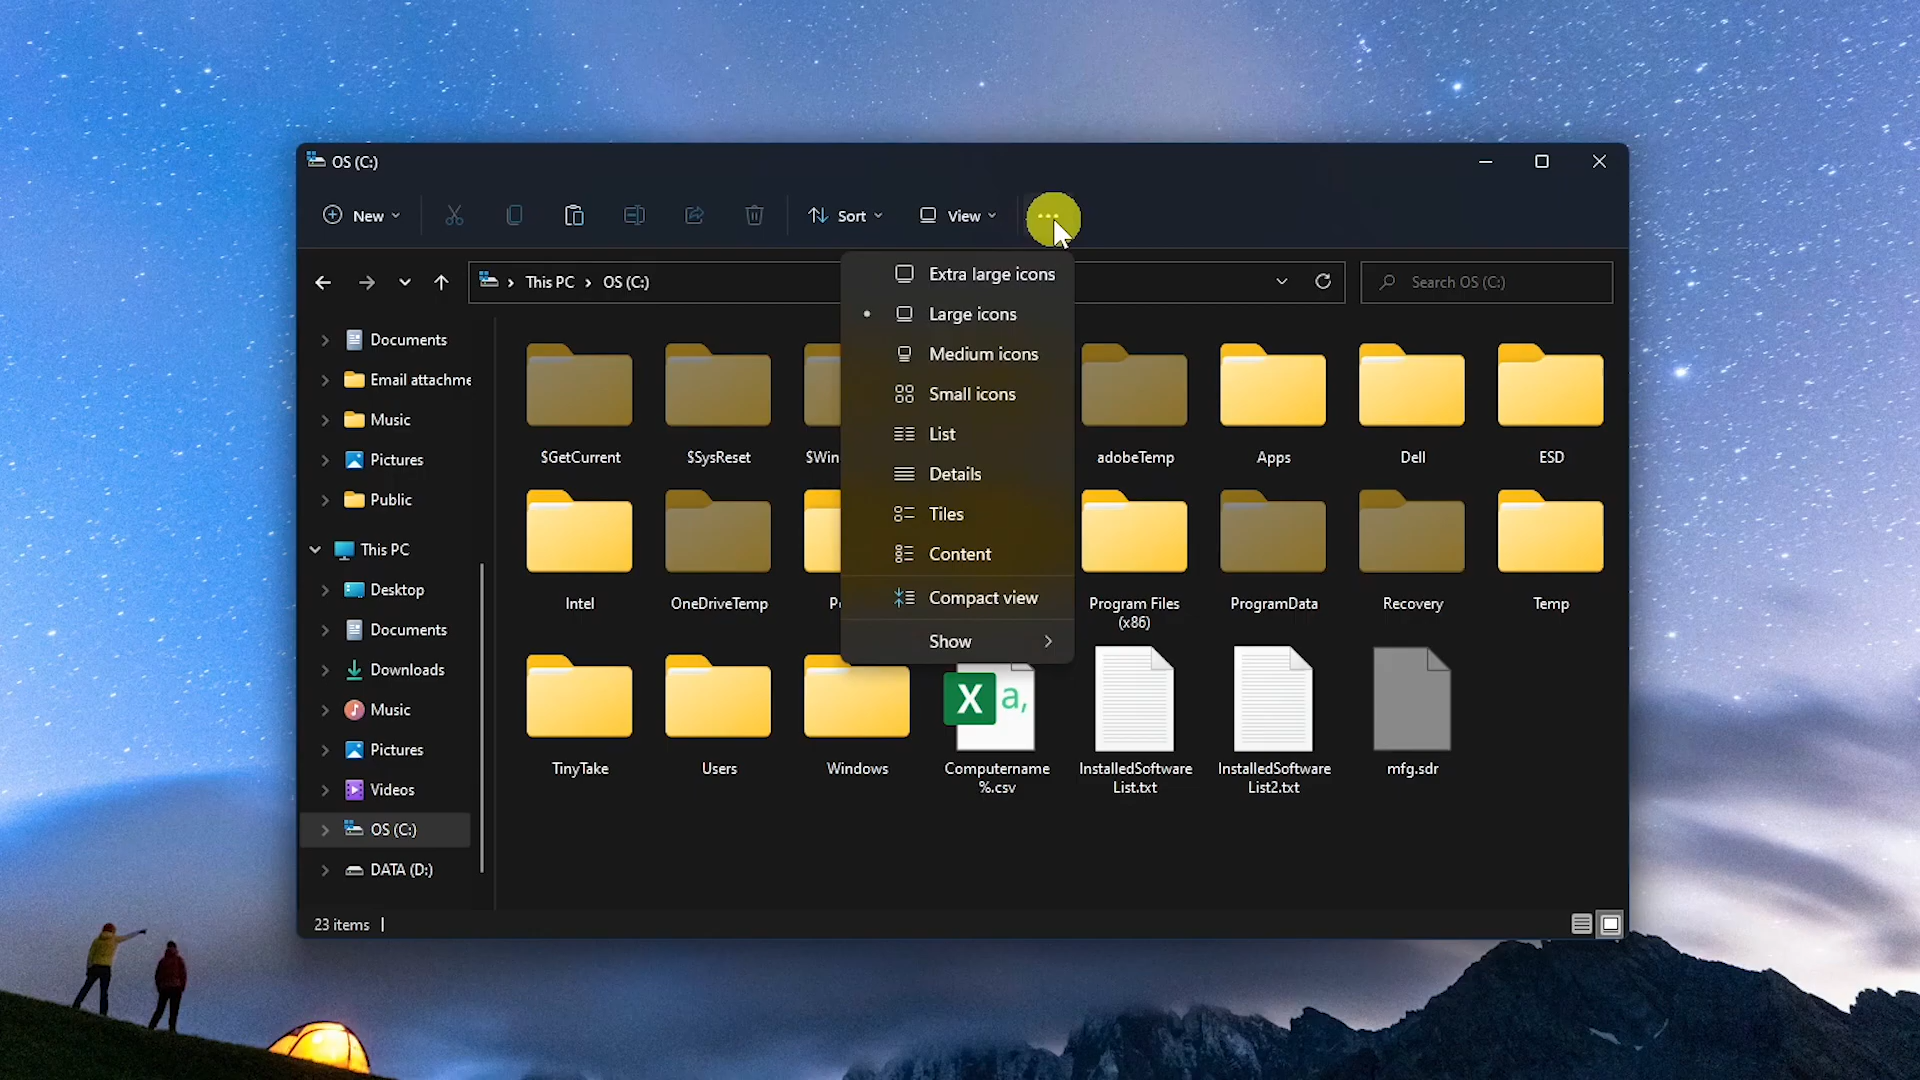 OS (C:)
New
Sort
View
This PC
OS (C:)
Search OS (C:)
Extra large icons
Large icons
Medium icons
Small icons
List
Details
Tiles
Content
Compact view
Show
Documents
Email attachme
Music
Pictures
Public
This PC
Desktop
Documents
Downloads
Music
Pictures
Videos
OS (C:)
DATA (D:)
$GetCurrent
$SysReset
$Win
adobeTemp
Apps
Dell
ESD
Intel
OneDriveTemp
Program Files
(x86)
ProgramData
Recovery
Temp
TinyTake
Users
Windows
X a,
Computername
%.csv
InstalledSoftware
List.txt
InstalledSoftware
List2.txt
mfg.sdr
23 items